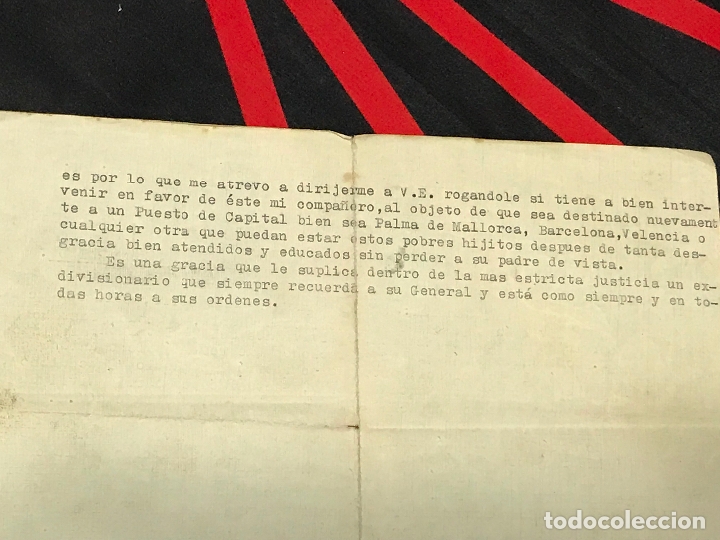 es por lo que me atrevo a dirijerme a V.E. rogandole si tiene a bien inter-
venir en favor de éste mi compañero,al objeto de que sea destinado nuevament
te a un Puesto de Capital bien sea Palma de Mallorca, Barcelona,Velencia o
cualquier otra que puedan estar estos pobres hijitos despues de tanta des-
gracia bien atendidos y educados sin perder a su padre de vista.
Es una gracia que le suplica dentro de la mas estricta justicia un ex-
divisionario que siempre recuerda a su General y está como siempre y en to-
das horas a sus ordenes.
todocoleccion